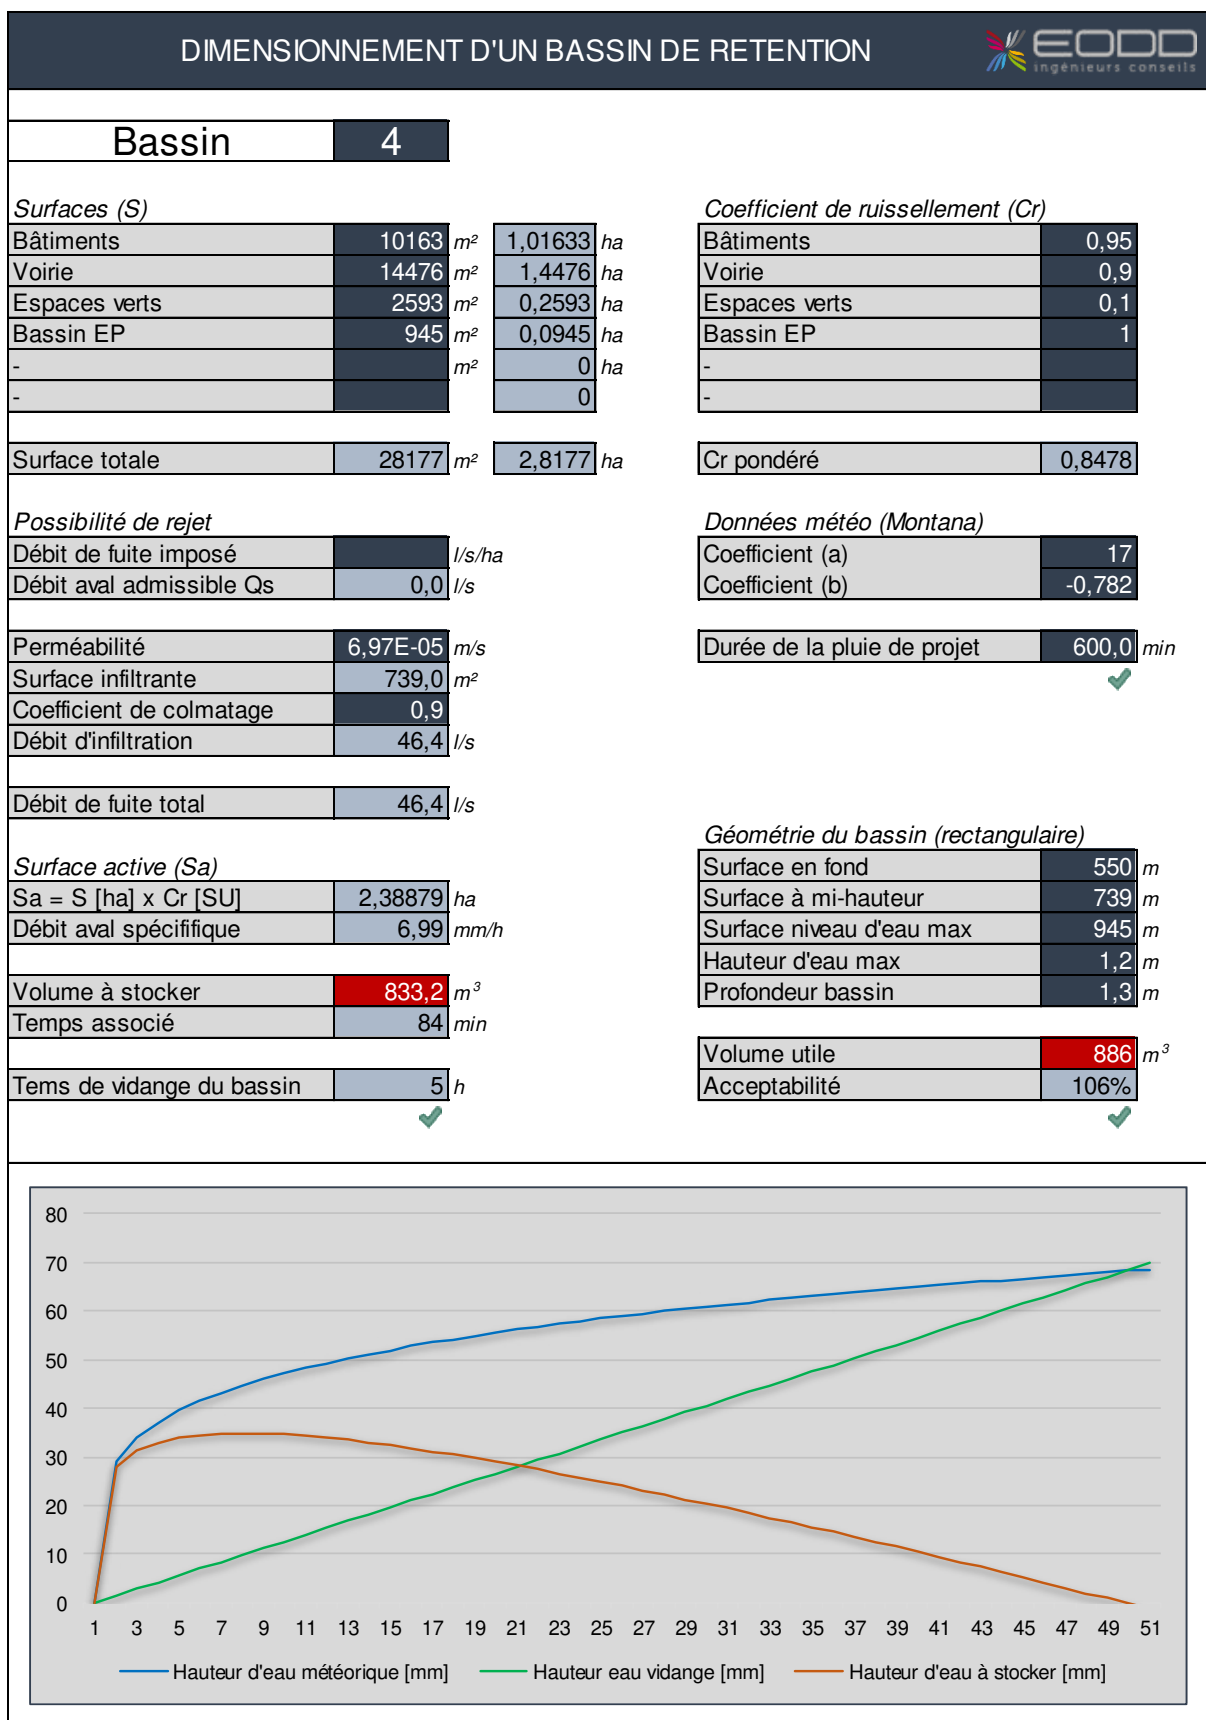 DIMENSIONNEMENT D'UN BASSIN DE RETENTION
EODD
ingénieurs conseils
Bassin 4
Surfaces (S)
Bâtiments 10163 m² 1,01633 ha
Voirie 14476 m² 1,4476 ha
Espaces verts 2593 m² 0,2593 ha
Bassin EP 945 m² 0,0945 ha
- m² 0 ha
- 0
Surface totale 28177 m² 2,8177 ha
Coefficient de ruissellement (Cr)
Bâtiments 0,95
Voirie 0,9
Espaces verts 0,1
Bassin EP 1
-
-
Cr pondéré 0,8478
Possibilité de rejet
Débit de fuite imposé l/s/ha
Débit aval admissible Qs 0,0 l/s
Perméabilité 6,97E-05 m/s
Surface infiltrante 739,0 m²
Coefficient de colmatage 0,9
Débit d'infiltration 46,4 l/s
Débit de fuite total 46,4 l/s
Données météo (Montana)
Coefficient (a) 17
Coefficient (b) -0,782
Durée de la pluie de projet 600,0 min
Surface active (Sa)
Sa = S [ha] x Cr [SU] 2,38879 ha
Débit aval spécififique 6,99 mm/h
Volume à stocker 833,2 m³
Temps associé 84 min
Tems de vidange du bassin 5 h
Géométrie du bassin (rectangulaire)
Surface en fond 550 m
Surface à mi-hauteur 739 m
Surface niveau d'eau max 945 m
Hauteur d'eau max 1,2 m
Profondeur bassin 1,3 m
Volume utile 886 m³
Acceptabilité 106%
80
70
60
50
40
30
20
10
0
1 3 5 7 9 11 13 15 17 19 21 23 25 27 29 31 33 35 37 39 41 43 45 47 49 51
Hauteur d'eau météorique [mm] Hauteur eau vidange [mm] Hauteur d'eau à stocker [mm]